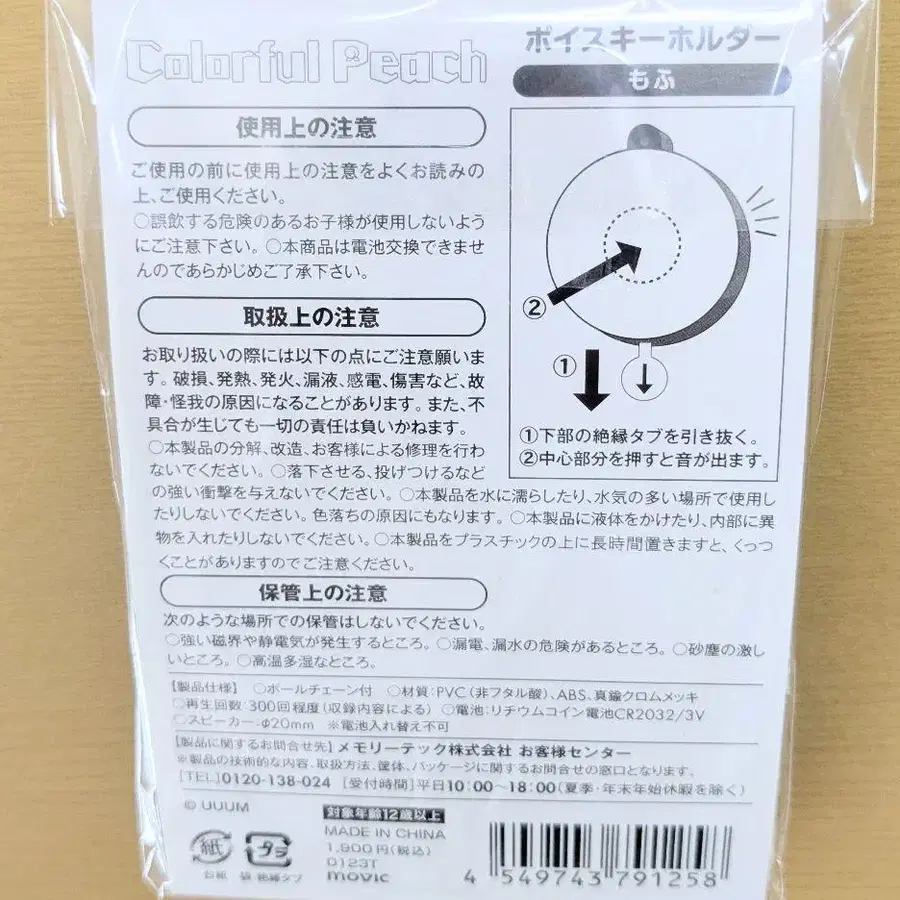 Colorful Peach
ボイスキーホルダー
もふ
使用上の注意
ご使用の前に使用上の注意をよくお読みの
上、ご使用ください。
○誤飲する危険のあるお子様が使用しないよう
にご注意下さい。○本商品は電池交換できませ
んのであらかじめご了承下さい。
②
①
①下部の絶縁タブを引き抜く。
②中心部分を押すと音が出ます。
取扱上の注意
お取り扱いの際には以下の点にご注意願いま
す。破損、発熱、発火、漏液、感電、傷害など、故
障・怪我の原因になることがあります。また、不
具合が生じても一切の責任は負いかねます。
○本製品の分解、改造、お客様による修理を行わ
ないでください。○落下させる、投げつけるなど
の強い衝撃を与えないでください。○本製品を水に濡らしたり、水気の多い場所で使用し
たりしないでください。色落ちの原因にもなります。○本製品に液体をかけたり、内部に異
物を入れたりしないでください。○本製品をプラスチックの上に長時間置きますと、くっつ
くことがありますのでご注意ください。
保管上の注意
次のような場所での保管はしないでください。
○強い磁界や静電気が発生するところ。○漏電、漏水の危険があるところ。○砂塵の激し
いところ。○高温多湿なところ。
【製品仕様】 ○ボールチェーン付 ○材質:PVC(非フタル酸)、ABS、真鍮クロムメッキ
○再生回数:300回程度(収録内容による) ○電池:リチウムコイン電池CR2032/3V
○スピーカー:φ20mm ※電池入れ替え不可
【製品に関するお問合せ先】メモリーテック株式会社 お客様センター
※製品の技術的な内容、取扱方法、筐体、パッケージに関するお問合せの窓口となります。
[TEL]0120-138-024 [受付時間]平日10:00~18:00(夏季・年末年始休暇を除く)
© UUUM
対象年齢12歳以上
MADE IN CHINA
1,900円(税込)
0123T
movic
紙
プラ
台紙 袋 絶縁タブ
4 549743 791258